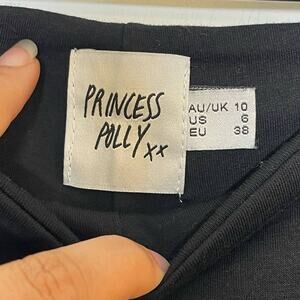 PRINCESS
POLLY xx
AU/UK 10
US 6
EU 38